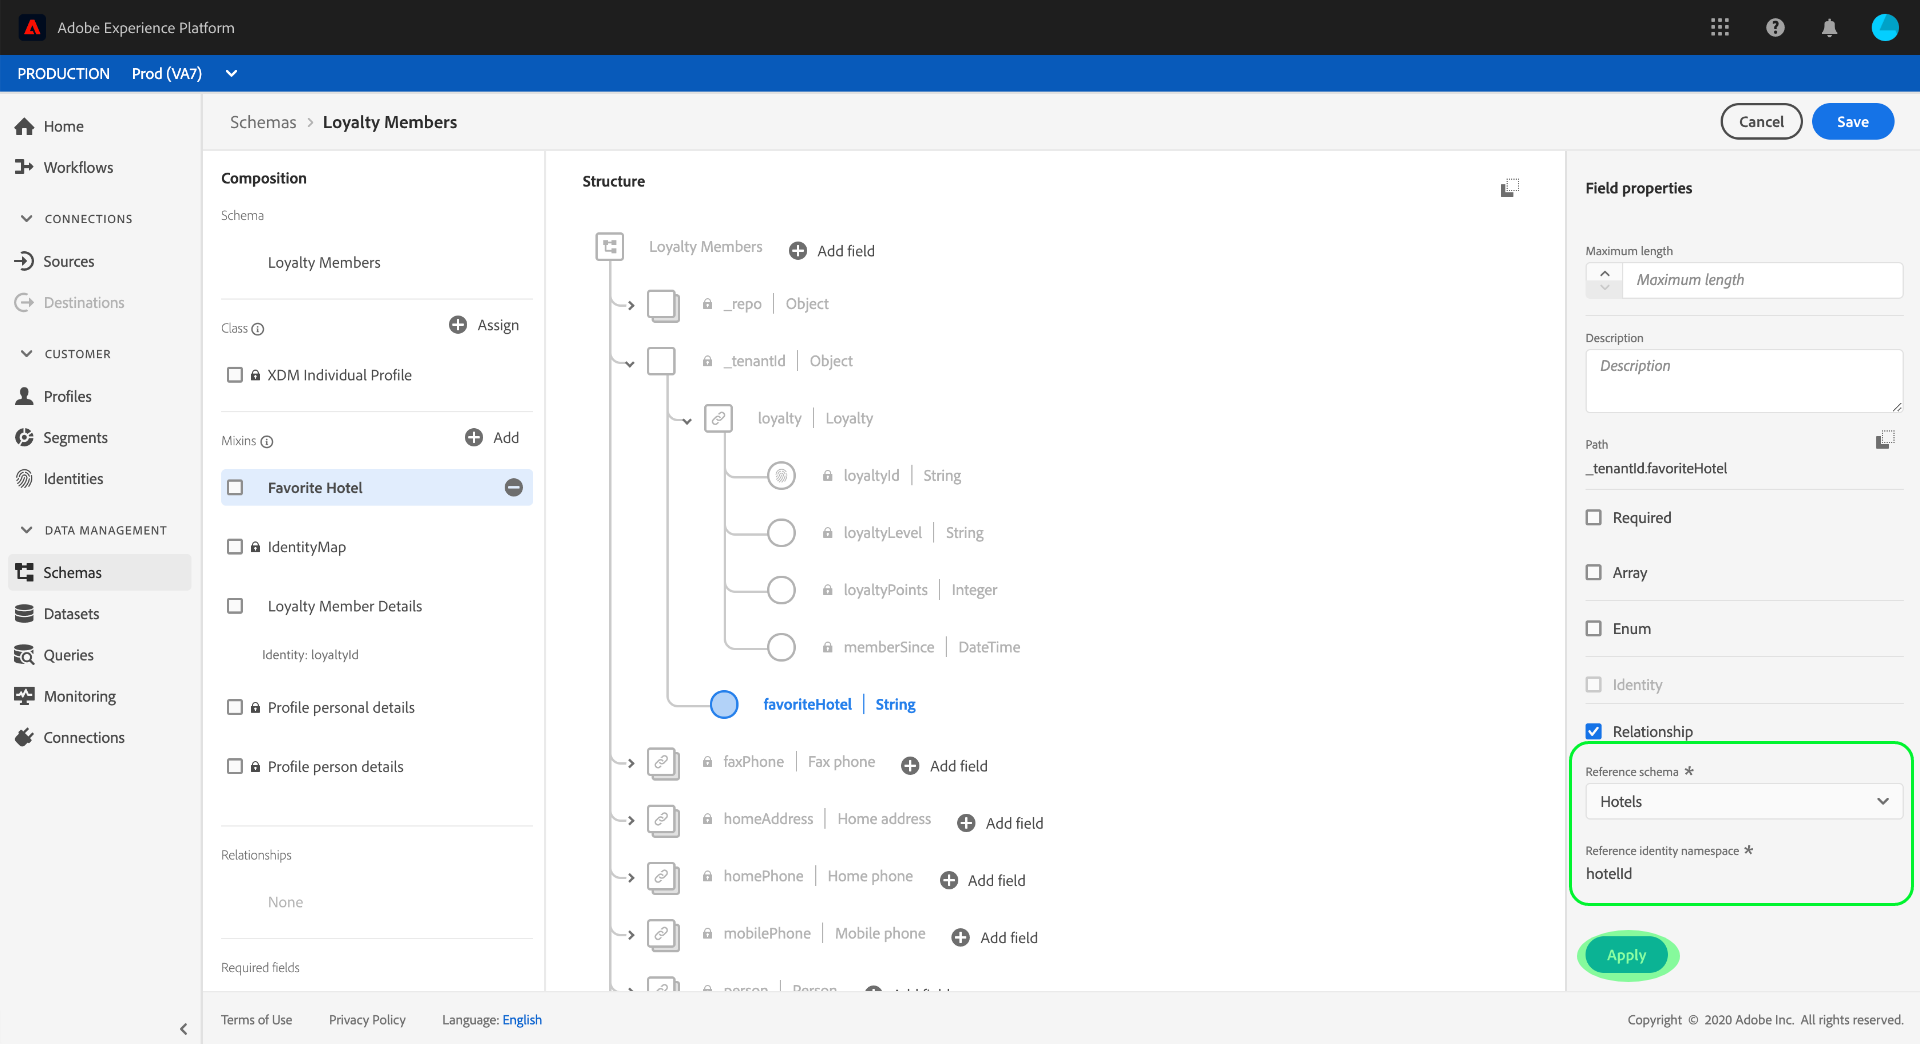 Adobe Experience Platform
PRODUCTION Prod (VA7)
Home
Workflows
CONNECTIONS
Sources
Destinations
CUSTOMER
Profiles
Segments
Identities
DATA MANAGEMENT
Schemas
Datasets
Queries
Monitoring
Connections
Schemas > Loyalty Members
Cancel
Save
Composition
Schema
Loyalty Members
Class
Assign
XDM Individual Profile
Mixins
Add
Favorite Hotel
IdentityMap
Loyalty Member Details
Identity: loyaltyId
Profile personal details
Profile person details
Relationships
None
Required fields
Structure
Loyalty Members Add field
_repo | Object
_tenantId | Object
loyalty | Loyalty
loyaltyId | String
loyaltyLevel | String
loyaltyPoints | Integer
memberSince | DateTime
favoriteHotel | String
faxPhone | Fax phone Add field
homeAddress | Home address Add field
homePhone | Home phone Add field
mobilePhone | Mobile phone Add field
person | Person Add field
Field properties
Maximum length
Maximum length
Description
Description
Path
_tenantId.favoriteHotel
Required
Array
Enum
Identity
Relationship
Reference schema *
Hotels
Reference identity namespace *
hotelId
Apply
Terms of Use Privacy Policy Language: English
Copyright © 2020 Adobe Inc. All rights reserved.